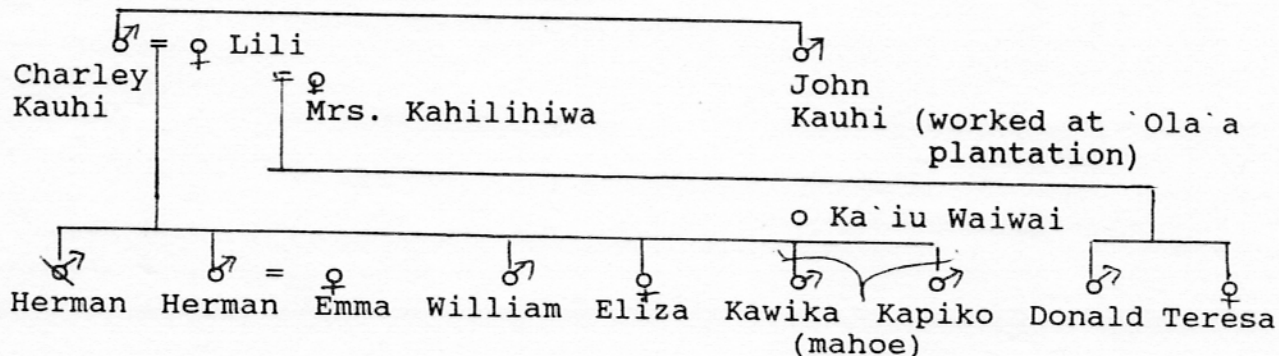 Lili
Charley
Kauhi
Mrs. Kahilihiwa
John
Kauhi (worked at `Ola`a
plantation)
Ka`iu Waiwai
Herman Herman Emma William Eliza Kawika Kapiko Donald Teresa
(mahoe)